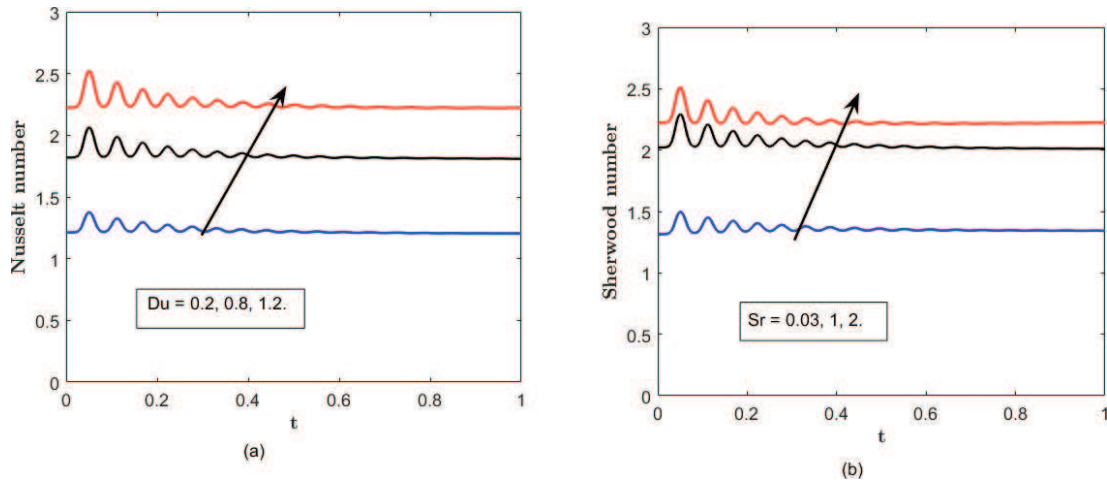 3
2.5
2
1.5
1
0.5
0
Nusselt number
Du = 0.2, 0.8, 1.2.
0 0.2 0.4 0.6 0.8 1
t
(a)
3
2.5
2
1.5
1
0.5
0
Sherwood number
Sr = 0.03, 1, 2.
0 0.2 0.4 0.6 0.8 1
t
(b)